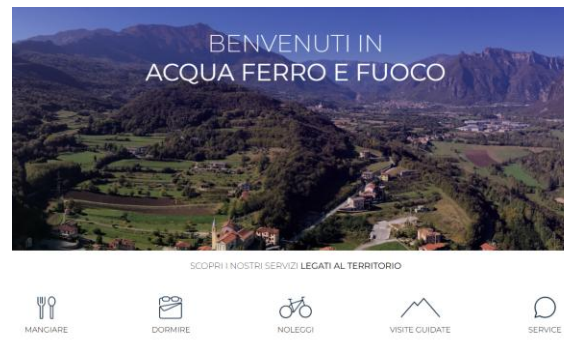 BENVENUTI IN
ACQUA FERRO E FUOCO
SCOPRI I NOSTRI SERVIZI LEGATI AL TERRITORIO
MANGIARE
DORMIRE
NOLEGGI
VISITE GUIDATE
SERVICE